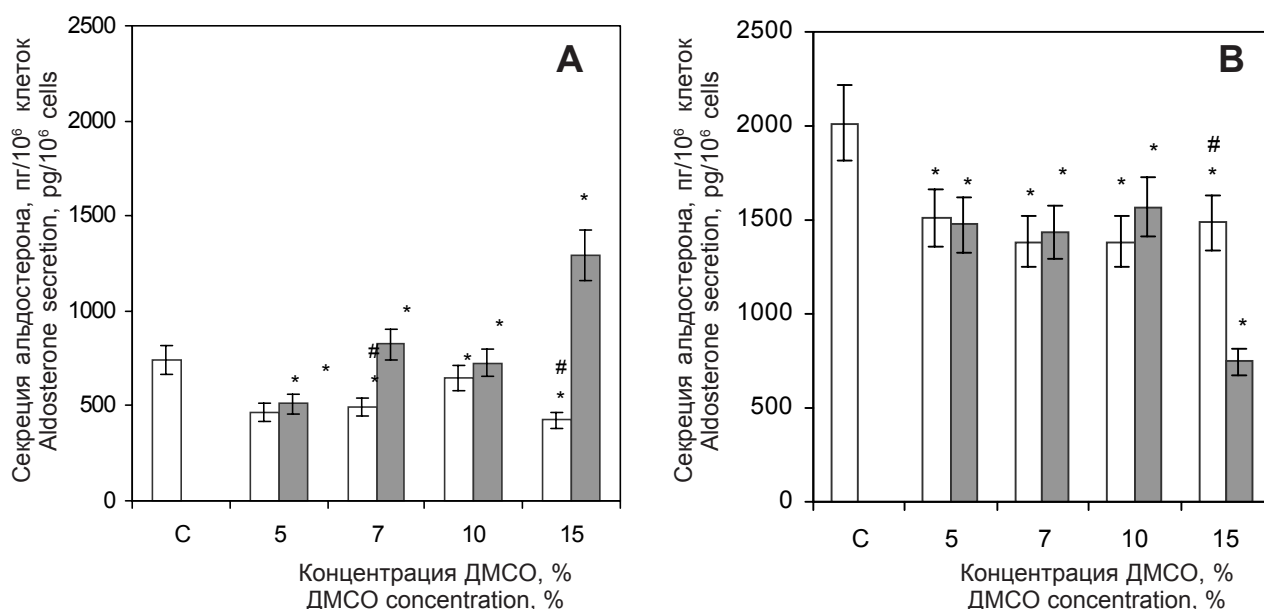 Секреция альдостерона, пг/10⁶ клеток
Aldosterone secretion, pg/10⁶ cells
2500
2000
1500
1000
500
0
A
*
*
#
*
*
*
*
#
*
*
C 5 7 10 15
Концентрация ДМСО, %
ДМСО concentration, %
Секреция альдостерона, пг/10⁶ клеток
Aldosterone secretion, pg/10⁶ cells
2500
2000
1500
1000
500
0
B
*
*
*
*
*
*
#
*
*
C 5 7 10 15
Концентрация ДМСО, %
ДМСО concentration, %